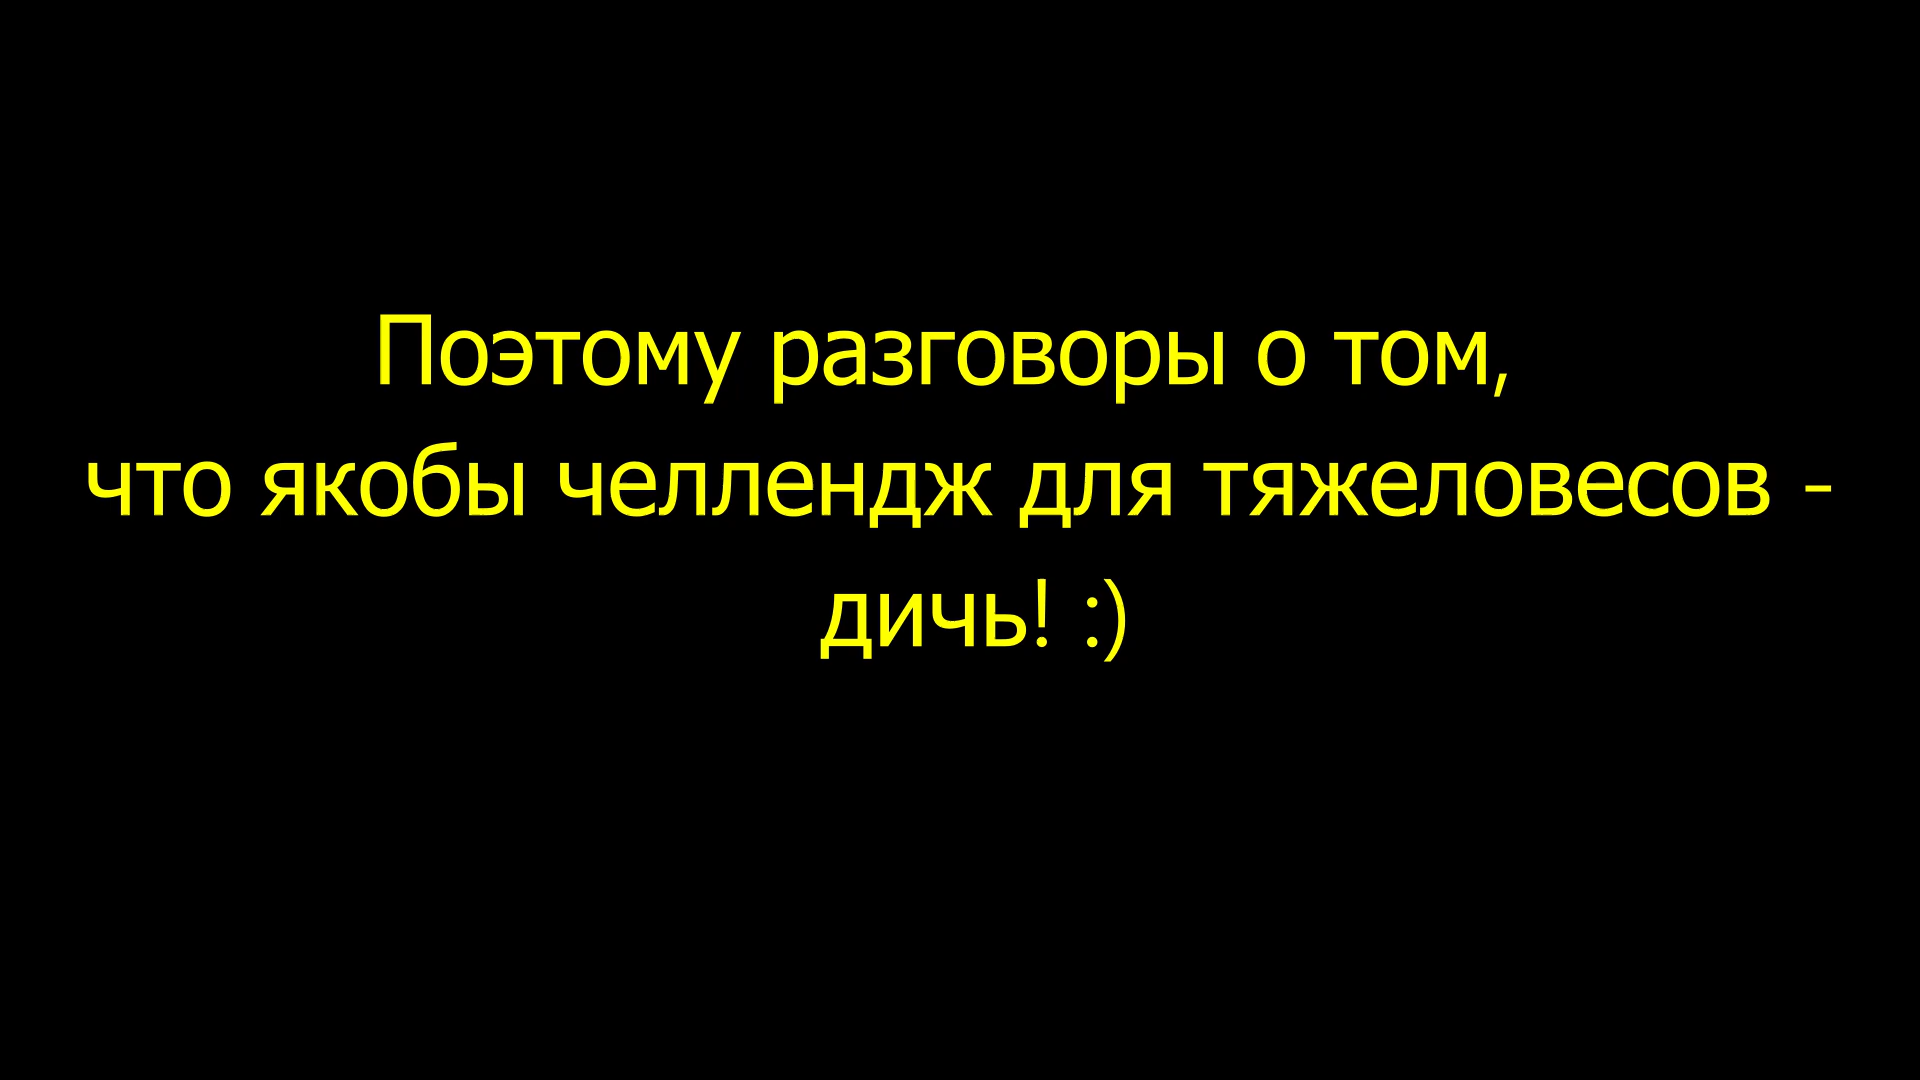 Поэтому разговоры о том,
что якобы челлендж для тяжеловесов -
дичь! :)